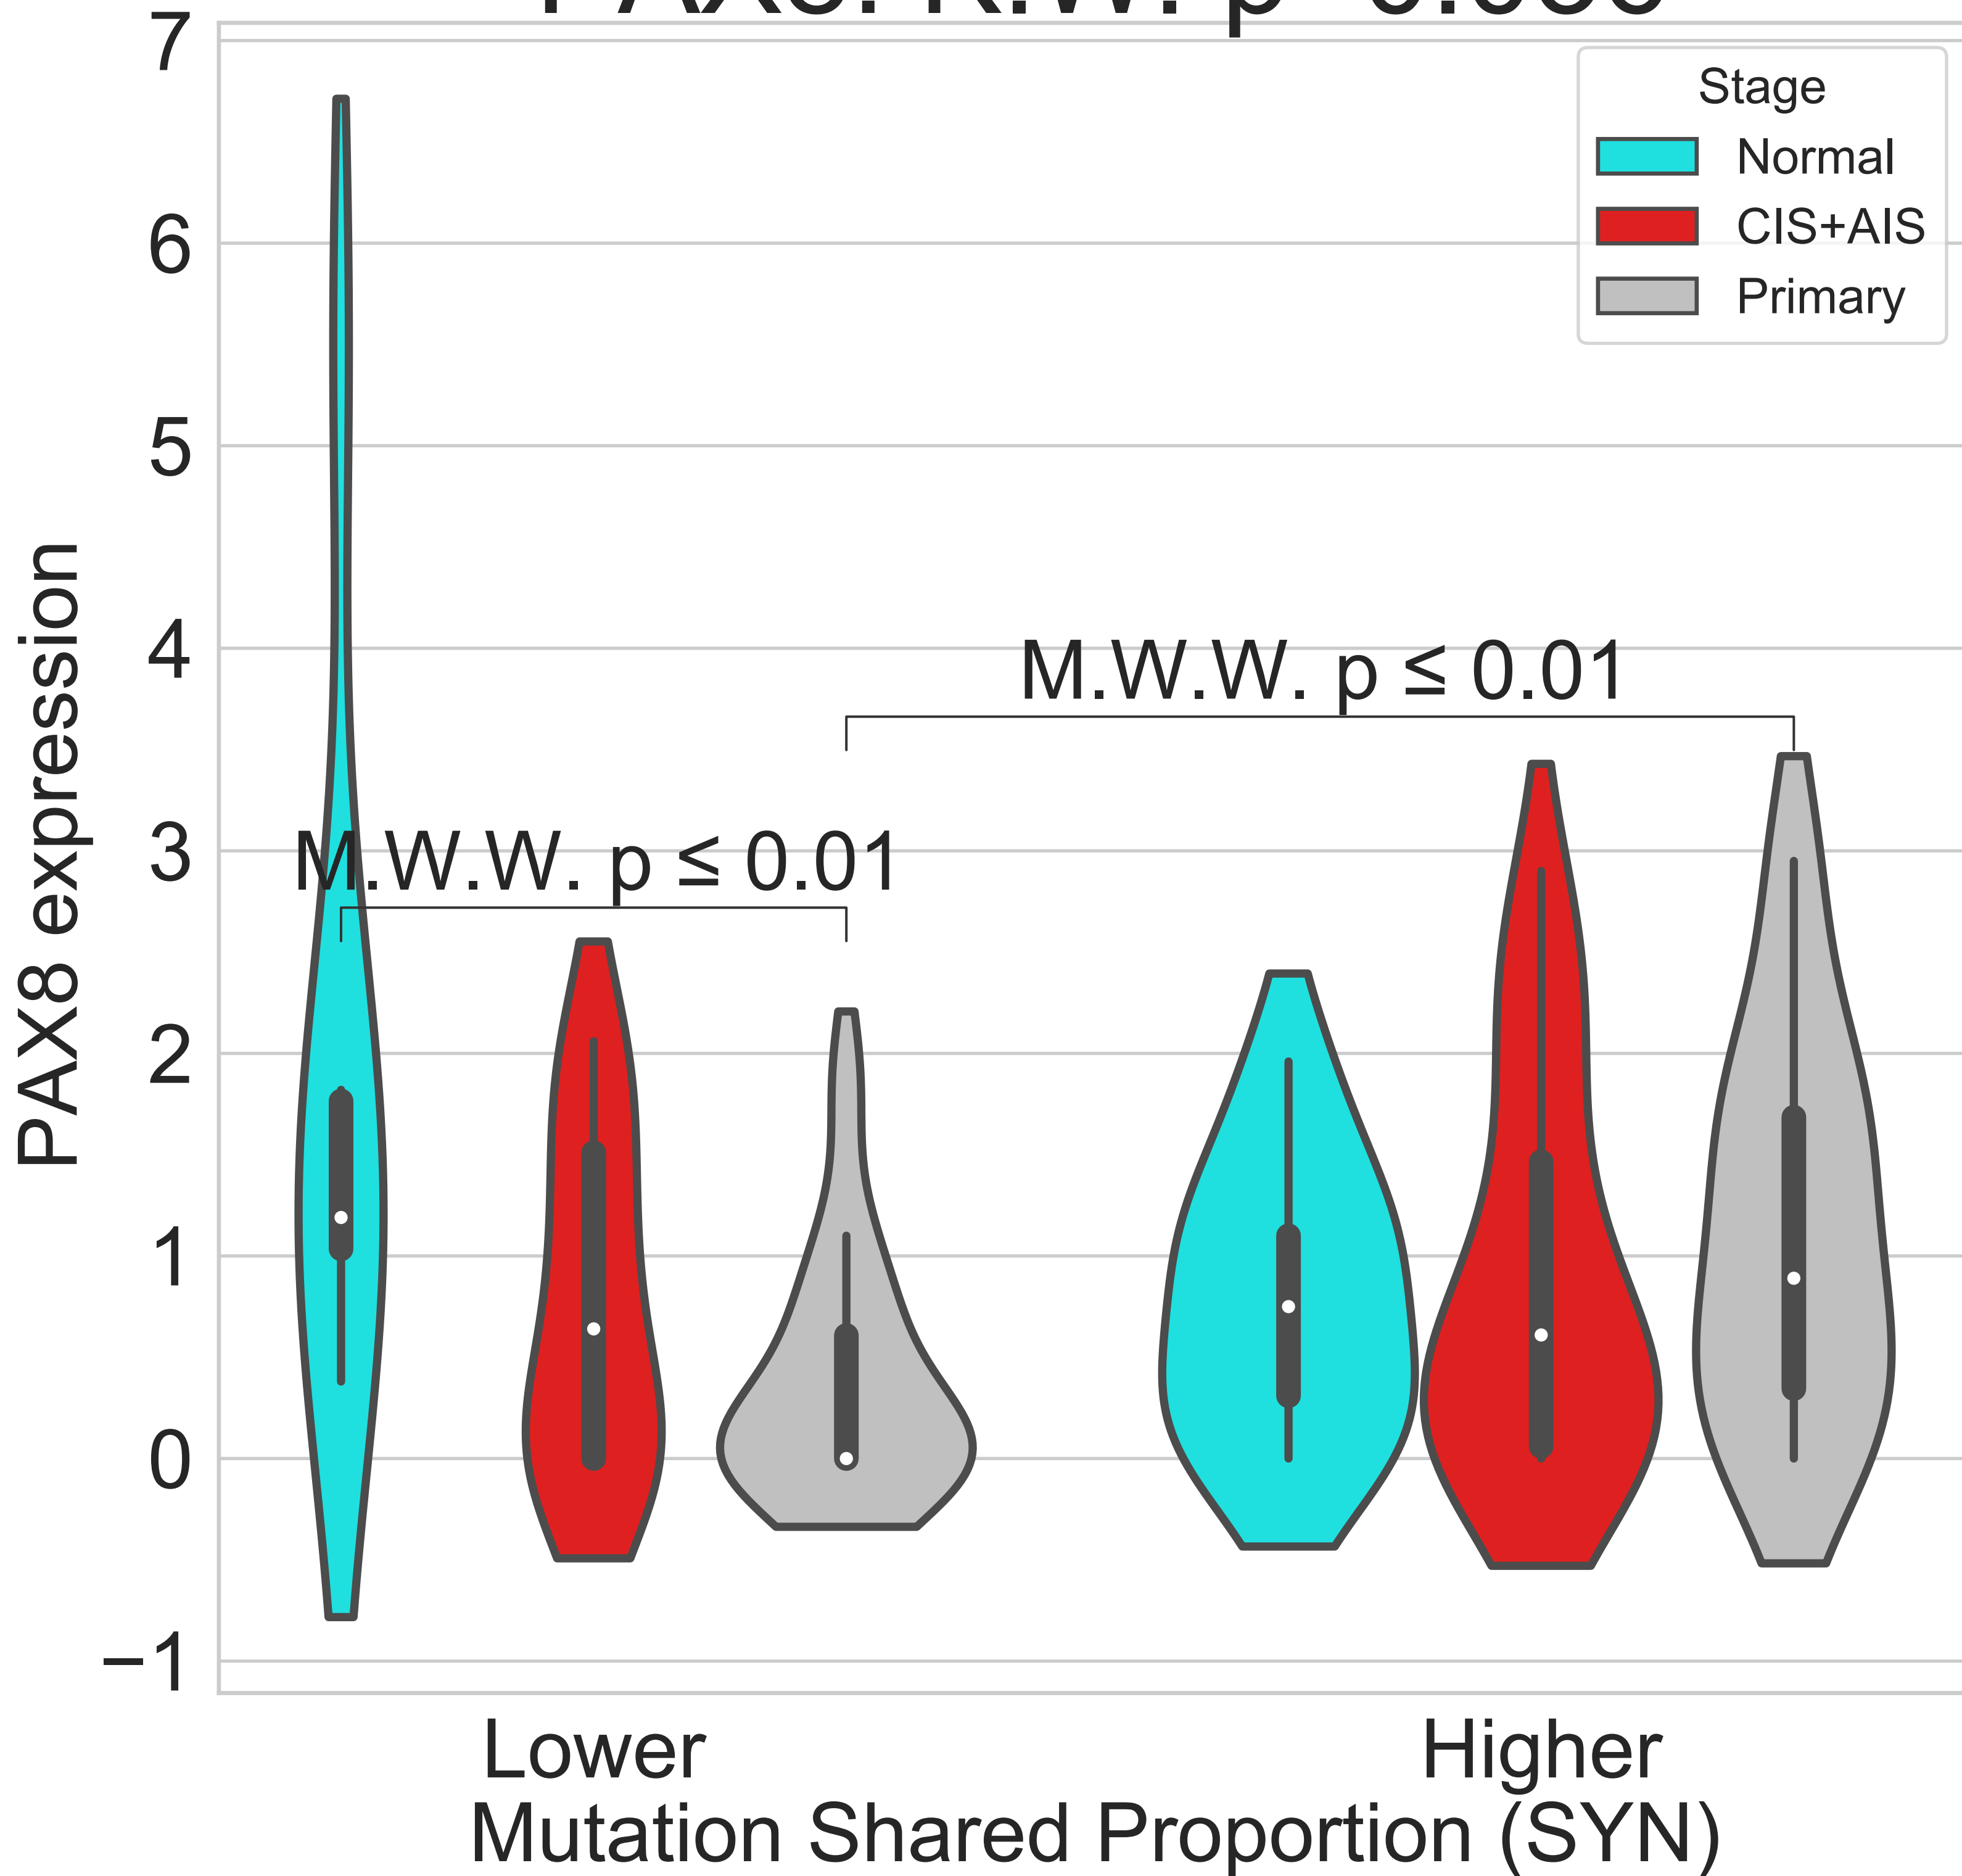 7
6
5
4
3
2
1
0
−1
PAX8 expression
Stage
Normal
CIS+AIS
Primary
M.W.W. p ≤ 0.01
M.W.W. p ≤ 0.01
Lower
Higher
Mutation Shared Proportion (SYN)